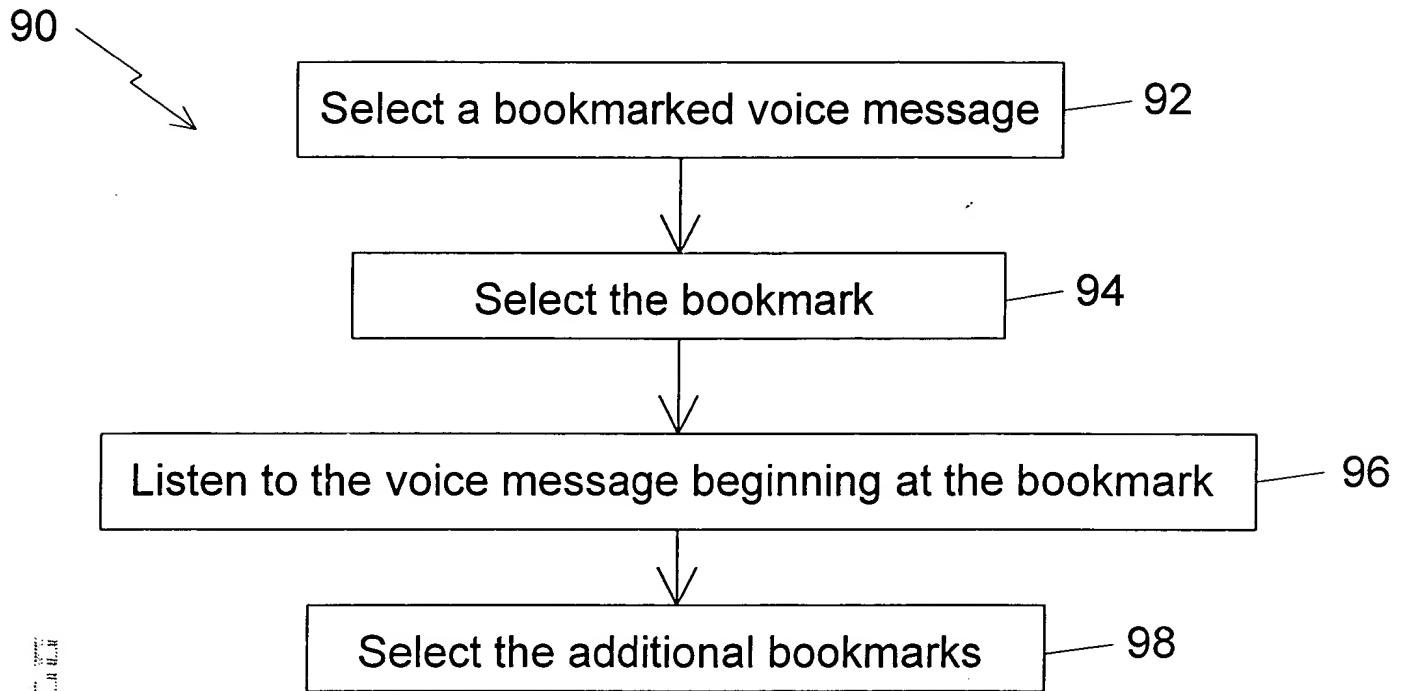 90
Select a bookmarked voice message 92
Select the bookmark 94
Listen to the voice message beginning at the bookmark 96
Select the additional bookmarks 98